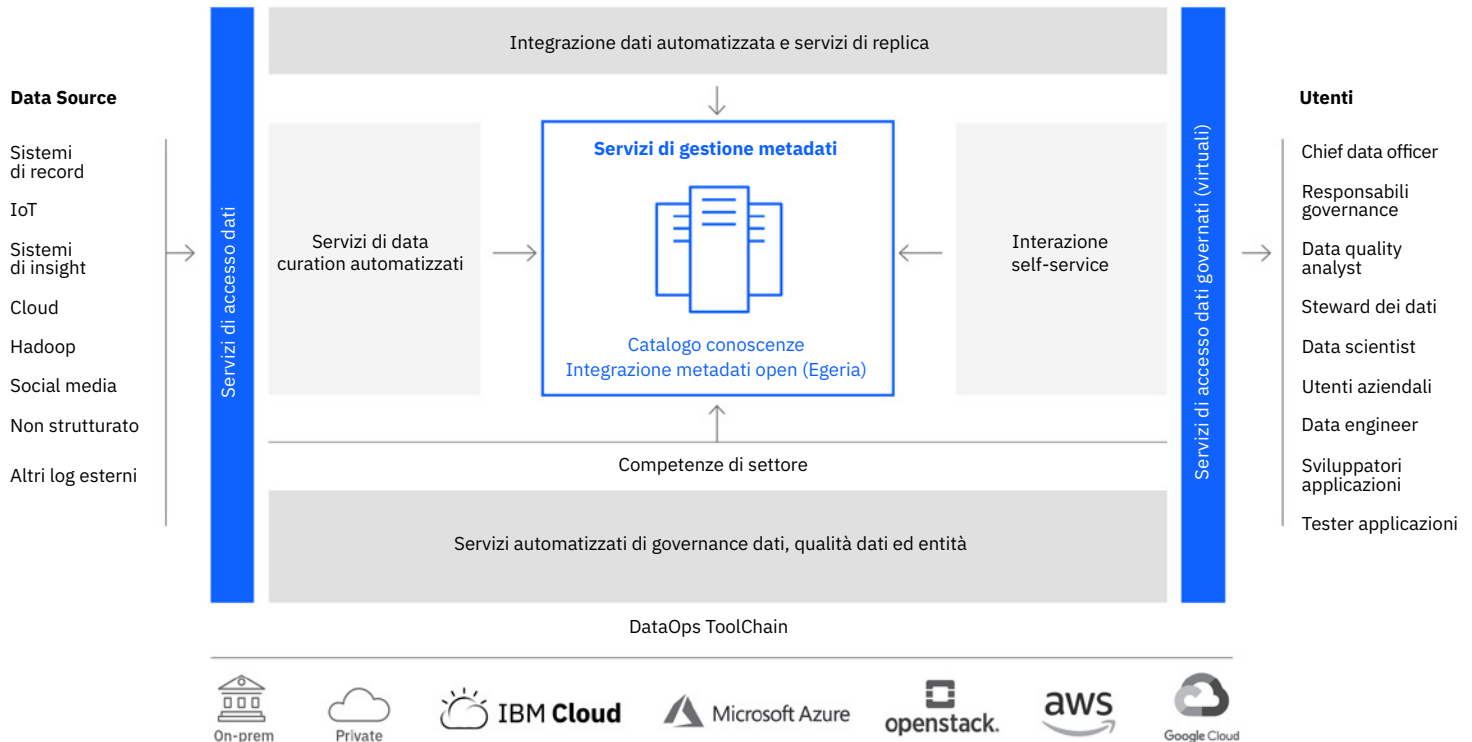 Integrazione dati automatizzata e servizi di replica
Data Source
Sistemi
di record
IoT
Sistemi
di insight
Cloud
Hadoop
Social media
Non strutturato
Altri log esterni
Servizi di accesso dati
Servizi di data
curation automatizzati
Servizi di gestione metadati
Catalogo conoscenze
Integrazione metadati open (Egeria)
Interazione
self-service
Competenze di settore
Servizi automatizzati di governance dati, qualità dati ed entità
Servizi di accesso dati governati (virtuali)
Utenti
Chief data officer
Responsabili
governance
Data quality
analyst
Steward dei dati
Data scientist
Utenti aziendali
Data engineer
Sviluppatori
applicazioni
Tester applicazioni
DataOps ToolChain
On-prem
Private
IBM Cloud
Microsoft Azure
openstack.
aws
Google Cloud